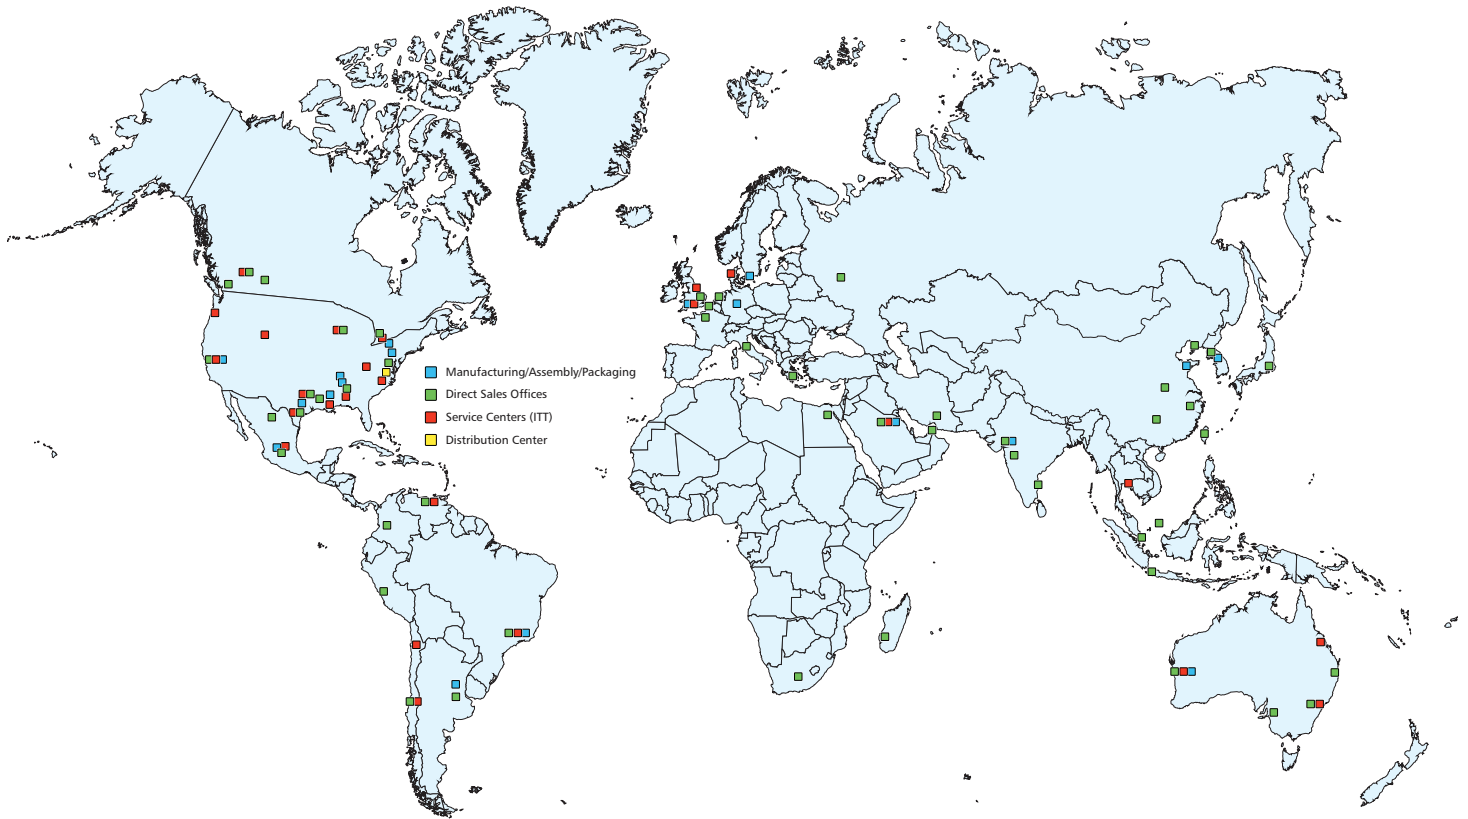 Manufacturing/Assembly/Packaging
Direct Sales Offices
Service Centers (ITT)
Distribution Center